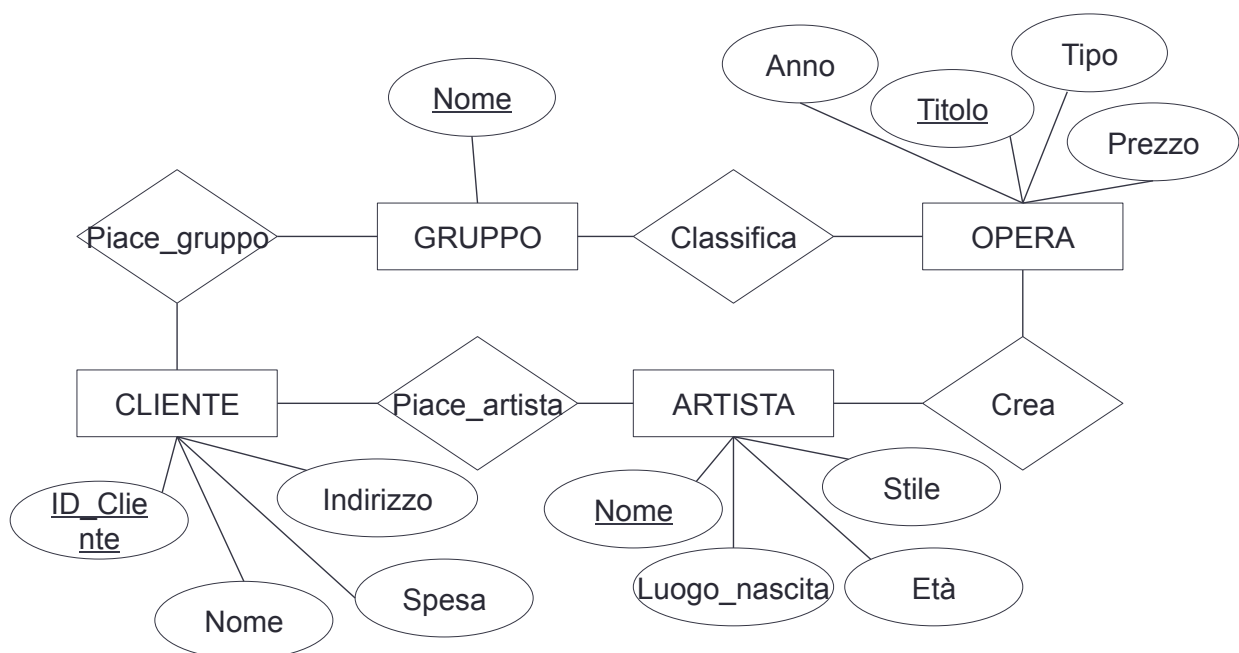 Tipo
Anno
Nome
Titolo
Prezzo
Piace_gruppo
GRUPPO
Classifica
OPERA
CLIENTE
Piace_artista
ARTISTA
Crea
ID_Clie
nte
Indirizzo
Nome
Stile
Nome
Spesa
Luogo_nascita
Età